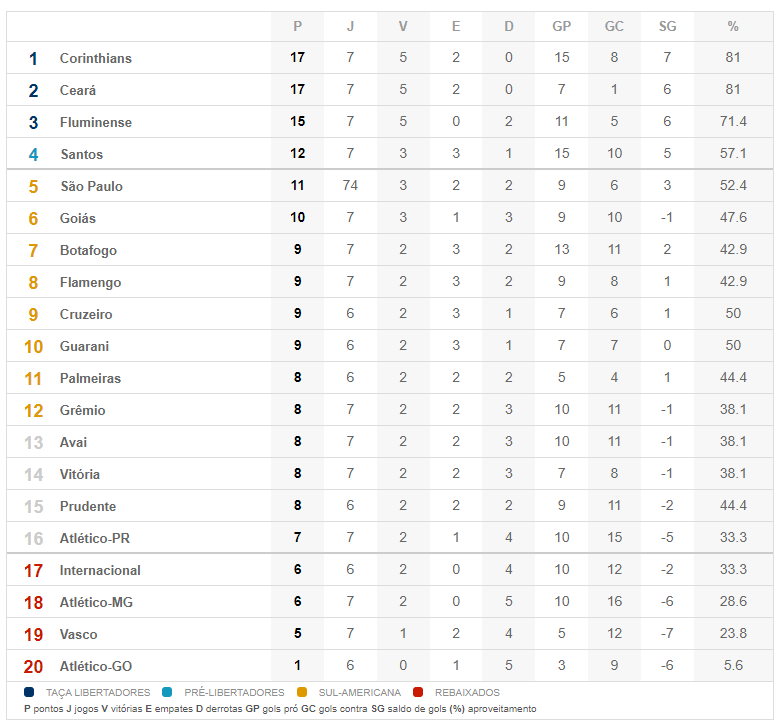 P J V E D GP GC SG %
1 Corinthians 17 7 5 2 0 15 8 7 81
2 Ceará 17 7 5 2 0 7 1 6 81
3 Fluminense 15 7 5 0 2 11 5 6 71.4
4 Santos 12 7 3 3 1 15 10 5 57.1
5 São Paulo 11 74 3 2 2 9 6 3 52.4
6 Goiás 10 7 3 1 3 9 10 -1 47.6
7 Botafogo 9 7 2 3 2 13 11 2 42.9
8 Flamengo 9 7 2 3 2 9 8 1 42.9
9 Cruzeiro 9 6 2 3 1 7 6 1 50
10 Guarani 9 6 2 3 1 7 7 0 50
11 Palmeiras 8 6 2 2 2 5 4 1 44.4
12 Grêmio 8 7 2 2 3 10 11 -1 38.1
13 Avai 8 7 2 2 3 10 11 -1 38.1
14 Vitória 8 7 2 2 3 7 8 -1 38.1
15 Prudente 8 6 2 2 2 9 11 -2 44.4
16 Atlético-PR 7 7 2 1 4 10 15 -5 33.3
17 Internacional 6 6 2 0 4 10 12 -2 33.3
18 Atlético-MG 6 7 2 0 5 10 16 -6 28.6
19 Vasco 5 7 1 2 4 5 12 -7 23.8
20 Atlético-GO 1 6 0 1 5 3 9 -6 5.6
TAÇA LIBERTADORES PRÉ-LIBERTADORES SUL-AMERICANA REBAIXADOS
P pontos J jogos V vitórias E empates D derrotas GP gols pró GC gols contra SG saldo de gols (%) aproveitamento